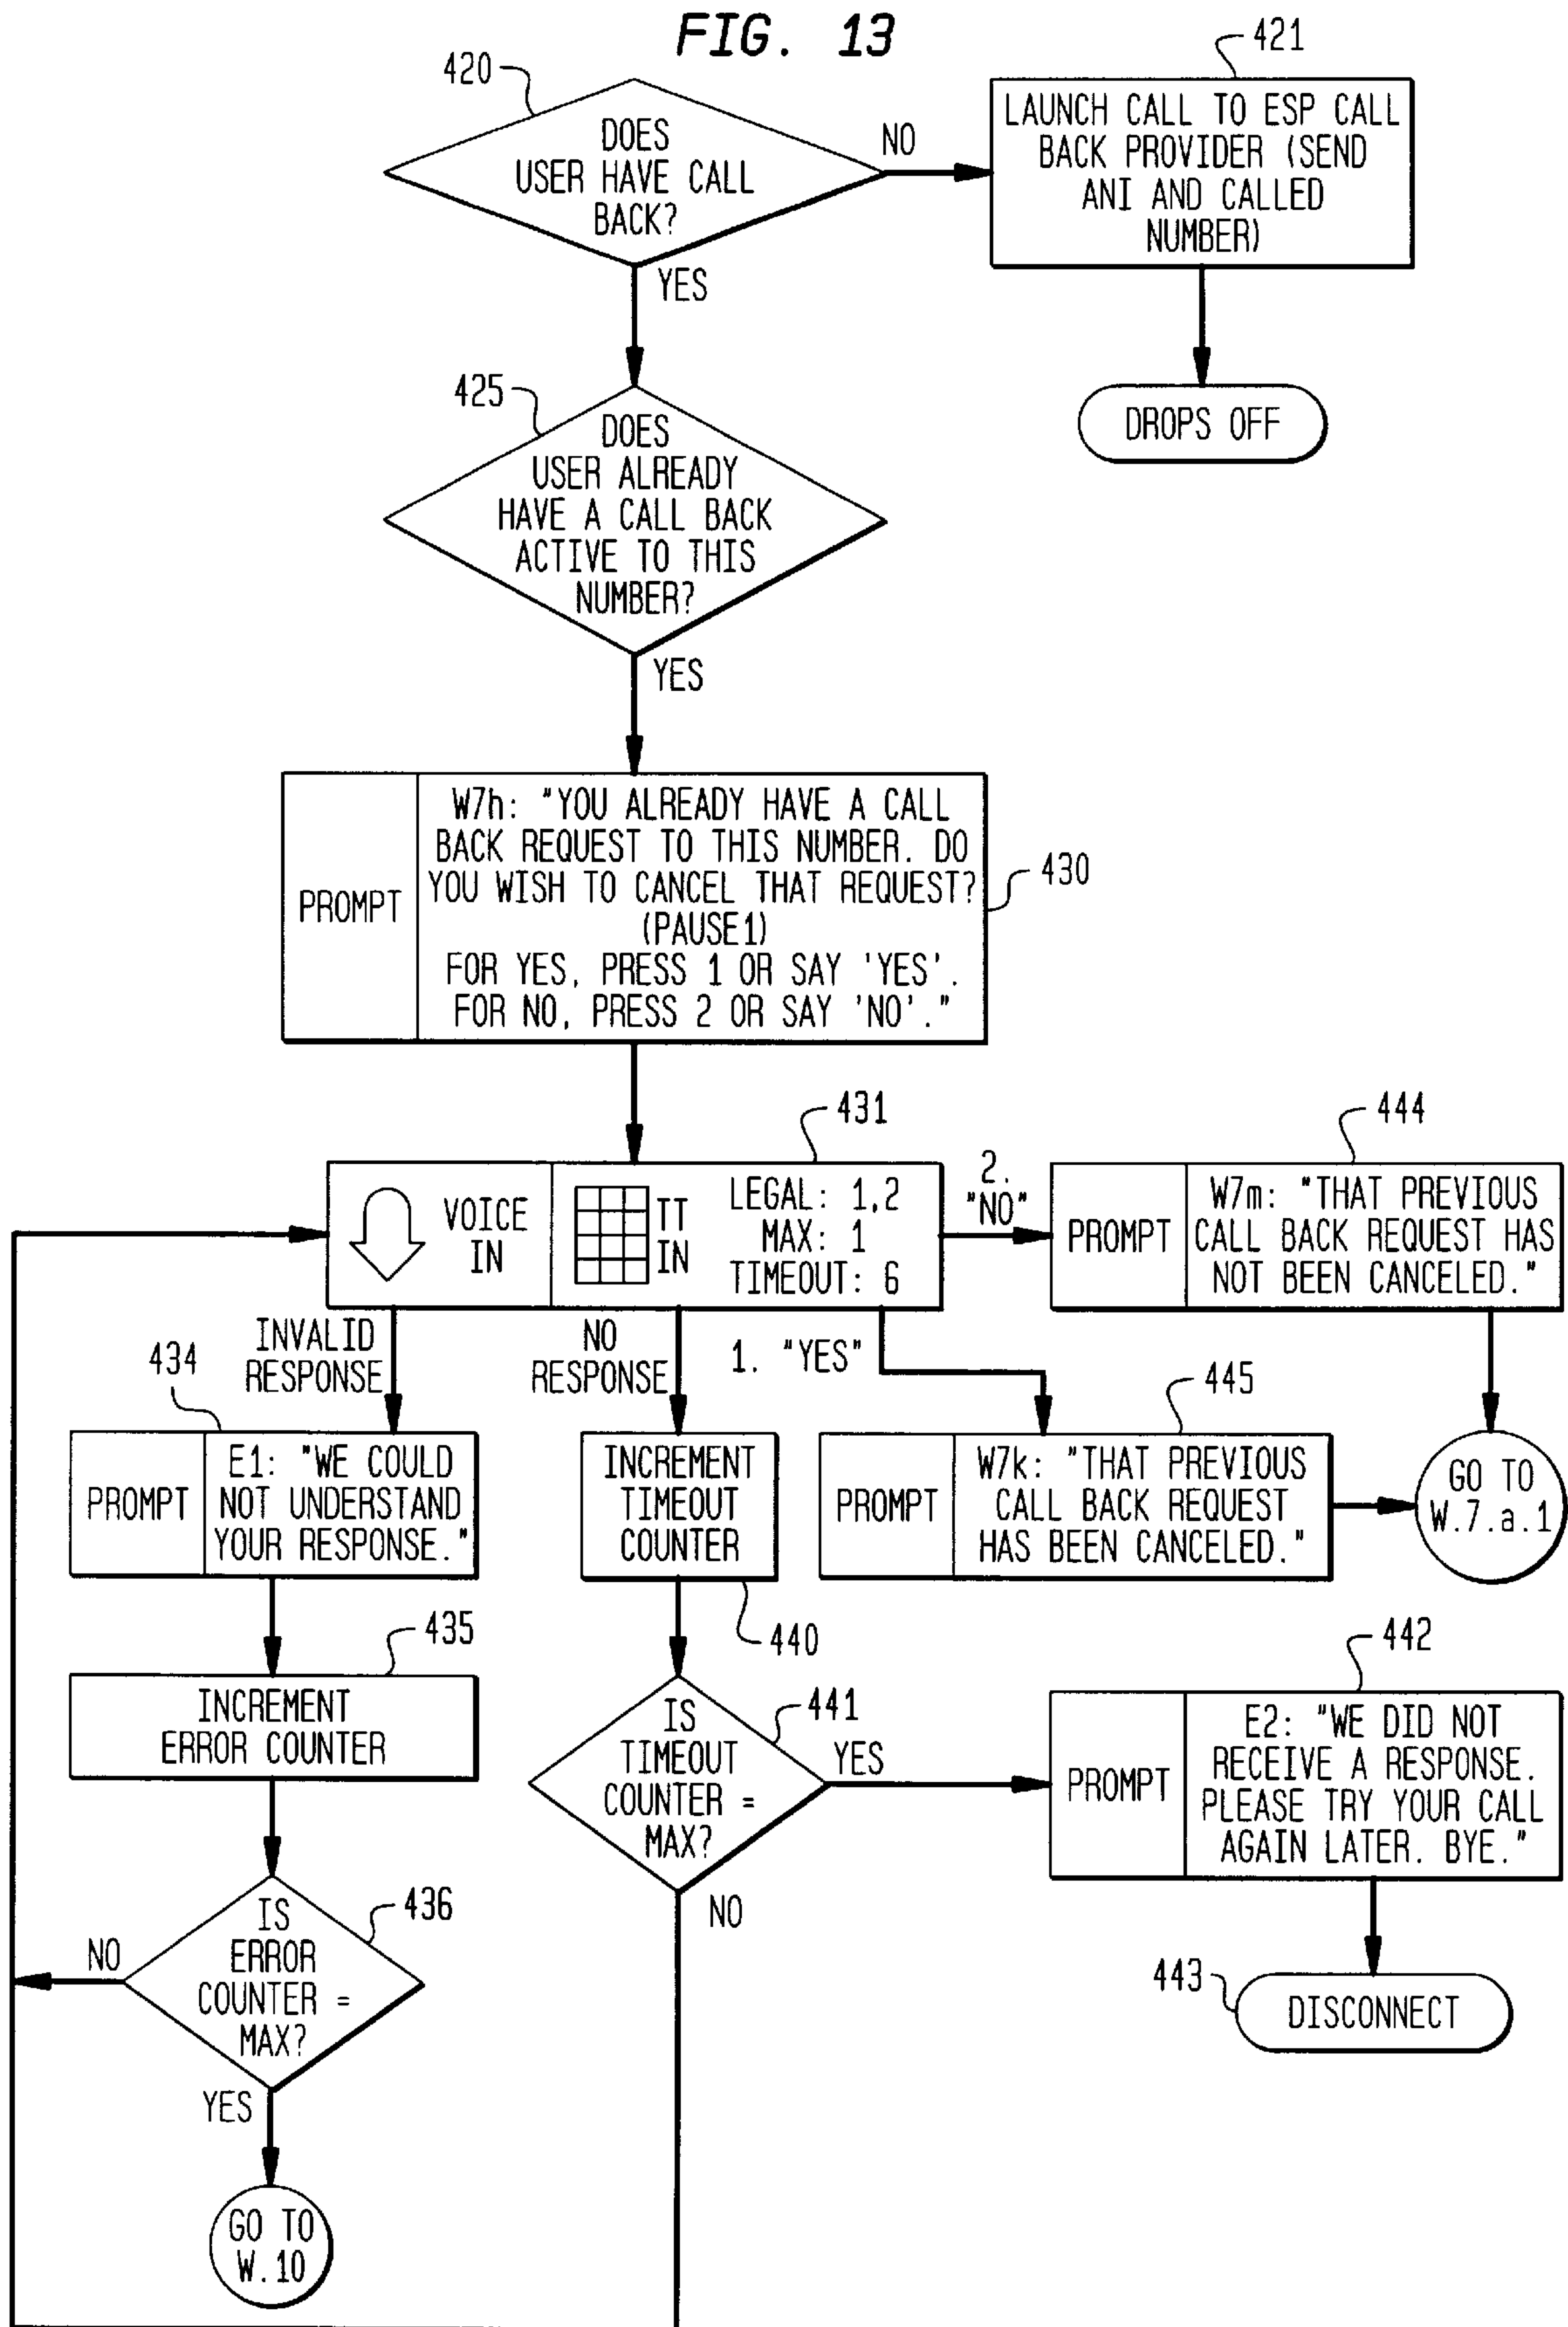 FIG. 13
420
DOES
USER HAVE CALL
BACK?
NO
421
LAUNCH CALL TO ESP CALL
BACK PROVIDER (SEND
ANI AND CALLED
NUMBER)
YES
DROPS OFF
425
DOES
USER ALREADY
HAVE A CALL BACK
ACTIVE TO THIS
NUMBER?
YES
PROMPT
W7h: "YOU ALREADY HAVE A CALL
BACK REQUEST TO THIS NUMBER. DO
YOU WISH TO CANCEL THAT REQUEST?
(PAUSE1)
FOR YES, PRESS 1 OR SAY 'YES'.
FOR NO, PRESS 2 OR SAY 'NO'."
430
431
VOICE
IN
TT
IN
LEGAL: 1,2
MAX: 1
TIMEOUT: 6
2.
"NO"
444
PROMPT
W7m: "THAT PREVIOUS
CALL BACK REQUEST HAS
NOT BEEN CANCELED."
INVALID
RESPONSE
NO
RESPONSE
1. "YES"
434
PROMPT
E1: "WE COULD
NOT UNDERSTAND
YOUR RESPONSE."
INCREMENT
TIMEOUT
COUNTER
440
445
PROMPT
W7k: "THAT PREVIOUS
CALL BACK REQUEST
HAS BEEN CANCELED."
GO TO
W.7.a.1
435
INCREMENT
ERROR COUNTER
441
IS
TIMEOUT
COUNTER =
MAX?
YES
NO
442
PROMPT
E2: "WE DID NOT
RECEIVE A RESPONSE.
PLEASE TRY YOUR CALL
AGAIN LATER. BYE."
436
IS
ERROR
COUNTER =
MAX?
NO
YES
443
DISCONNECT
GO TO
W.10